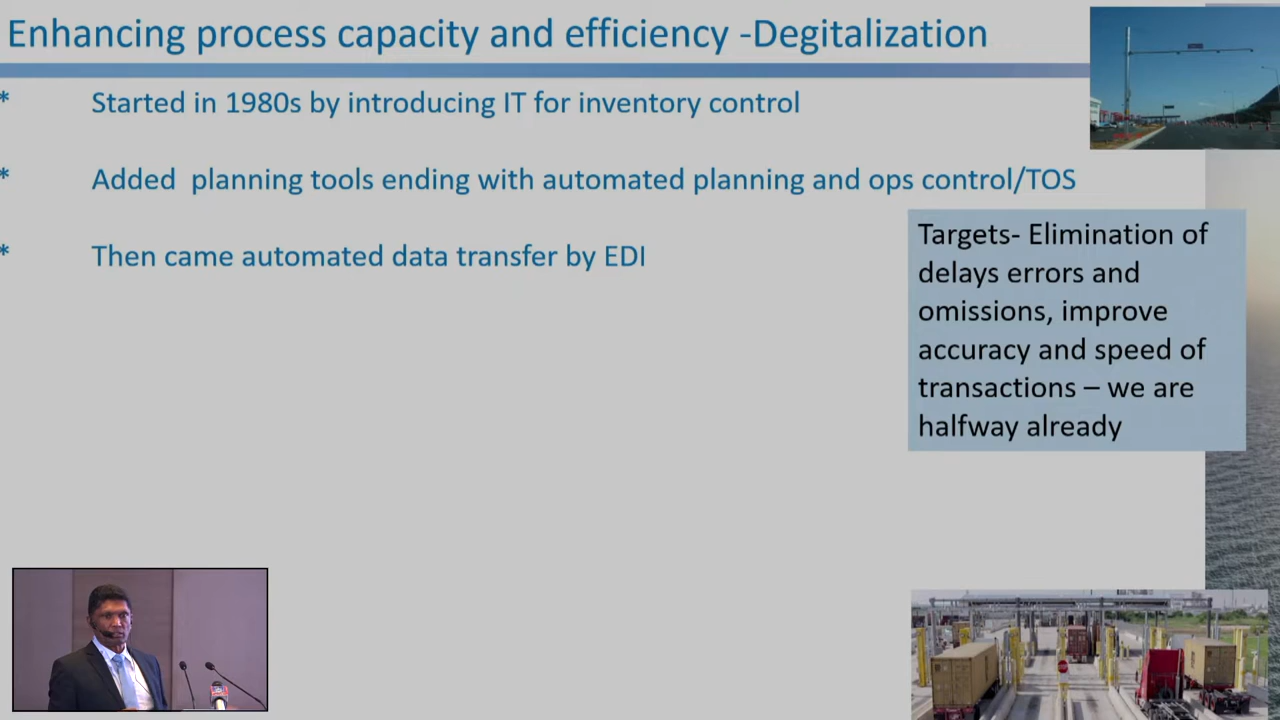 Enhancing process capacity and efficiency -Degitalization
* Started in 1980s by introducing IT for inventory control
* Added  planning tools ending with automated planning and ops control/TOS
* Then came automated data transfer by EDI
Targets- Elimination of
delays errors and
omissions, improve
accuracy and speed of
transactions – we are
halfway already